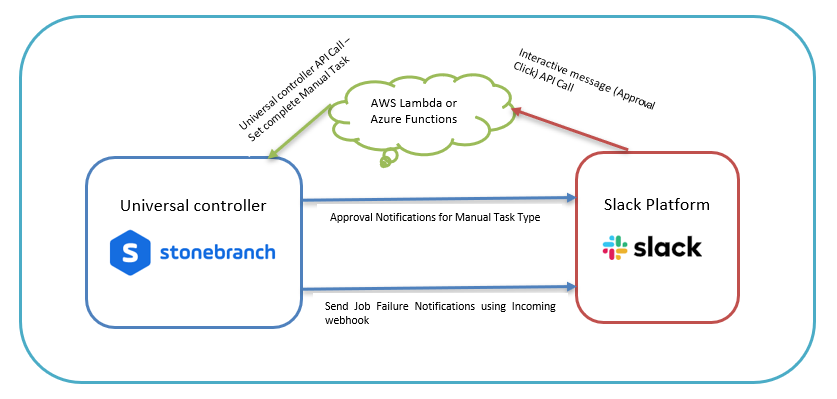 Universal controller API Call –
Set complete Manual Task
AWS Lambda or
Azure Functions
Interactive message (Approval
Click) API Call
Universal controller
stonebranch
Approval Notifications for Manual Task Type
Send Job Failure Notifications using Incoming
webhook
Slack Platform
slack